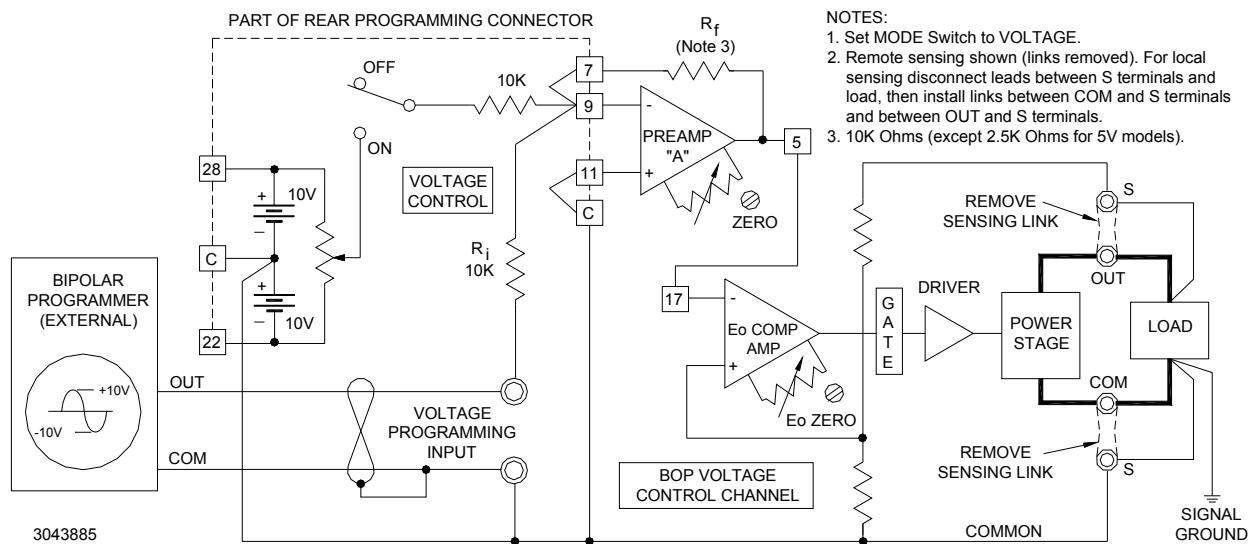 PART OF REAR PROGRAMMING CONNECTOR
NOTES:
1. Set MODE Switch to VOLTAGE.
2. Remote sensing shown (links removed). For local
sensing disconnect leads between S terminals and
load, then install links between COM and S terminals
and between OUT and S terminals.
3. 10K Ohms (except 2.5K Ohms for 5V models).
Rf
(Note 3)
OFF
10K
7
9
-
PREAMP
"A"
+
5
ON
28
+
10V
–
VOLTAGE
CONTROL
11
C
ZERO
C
Ri
10K
+
10V
–
22
BIPOLAR
PROGRAMMER
(EXTERNAL)
+10V
-10V
OUT
COM
VOLTAGE
PROGRAMMING
INPUT
17
-
Eo COMP
AMP
+
Eo ZERO
GATE
DRIVER
POWER
STAGE
LOAD
S
REMOVE
SENSING LINK
OUT
COM
REMOVE
SENSING LINK
S
BOP VOLTAGE
CONTROL CHANNEL
COMMON
SIGNAL
GROUND
3043885